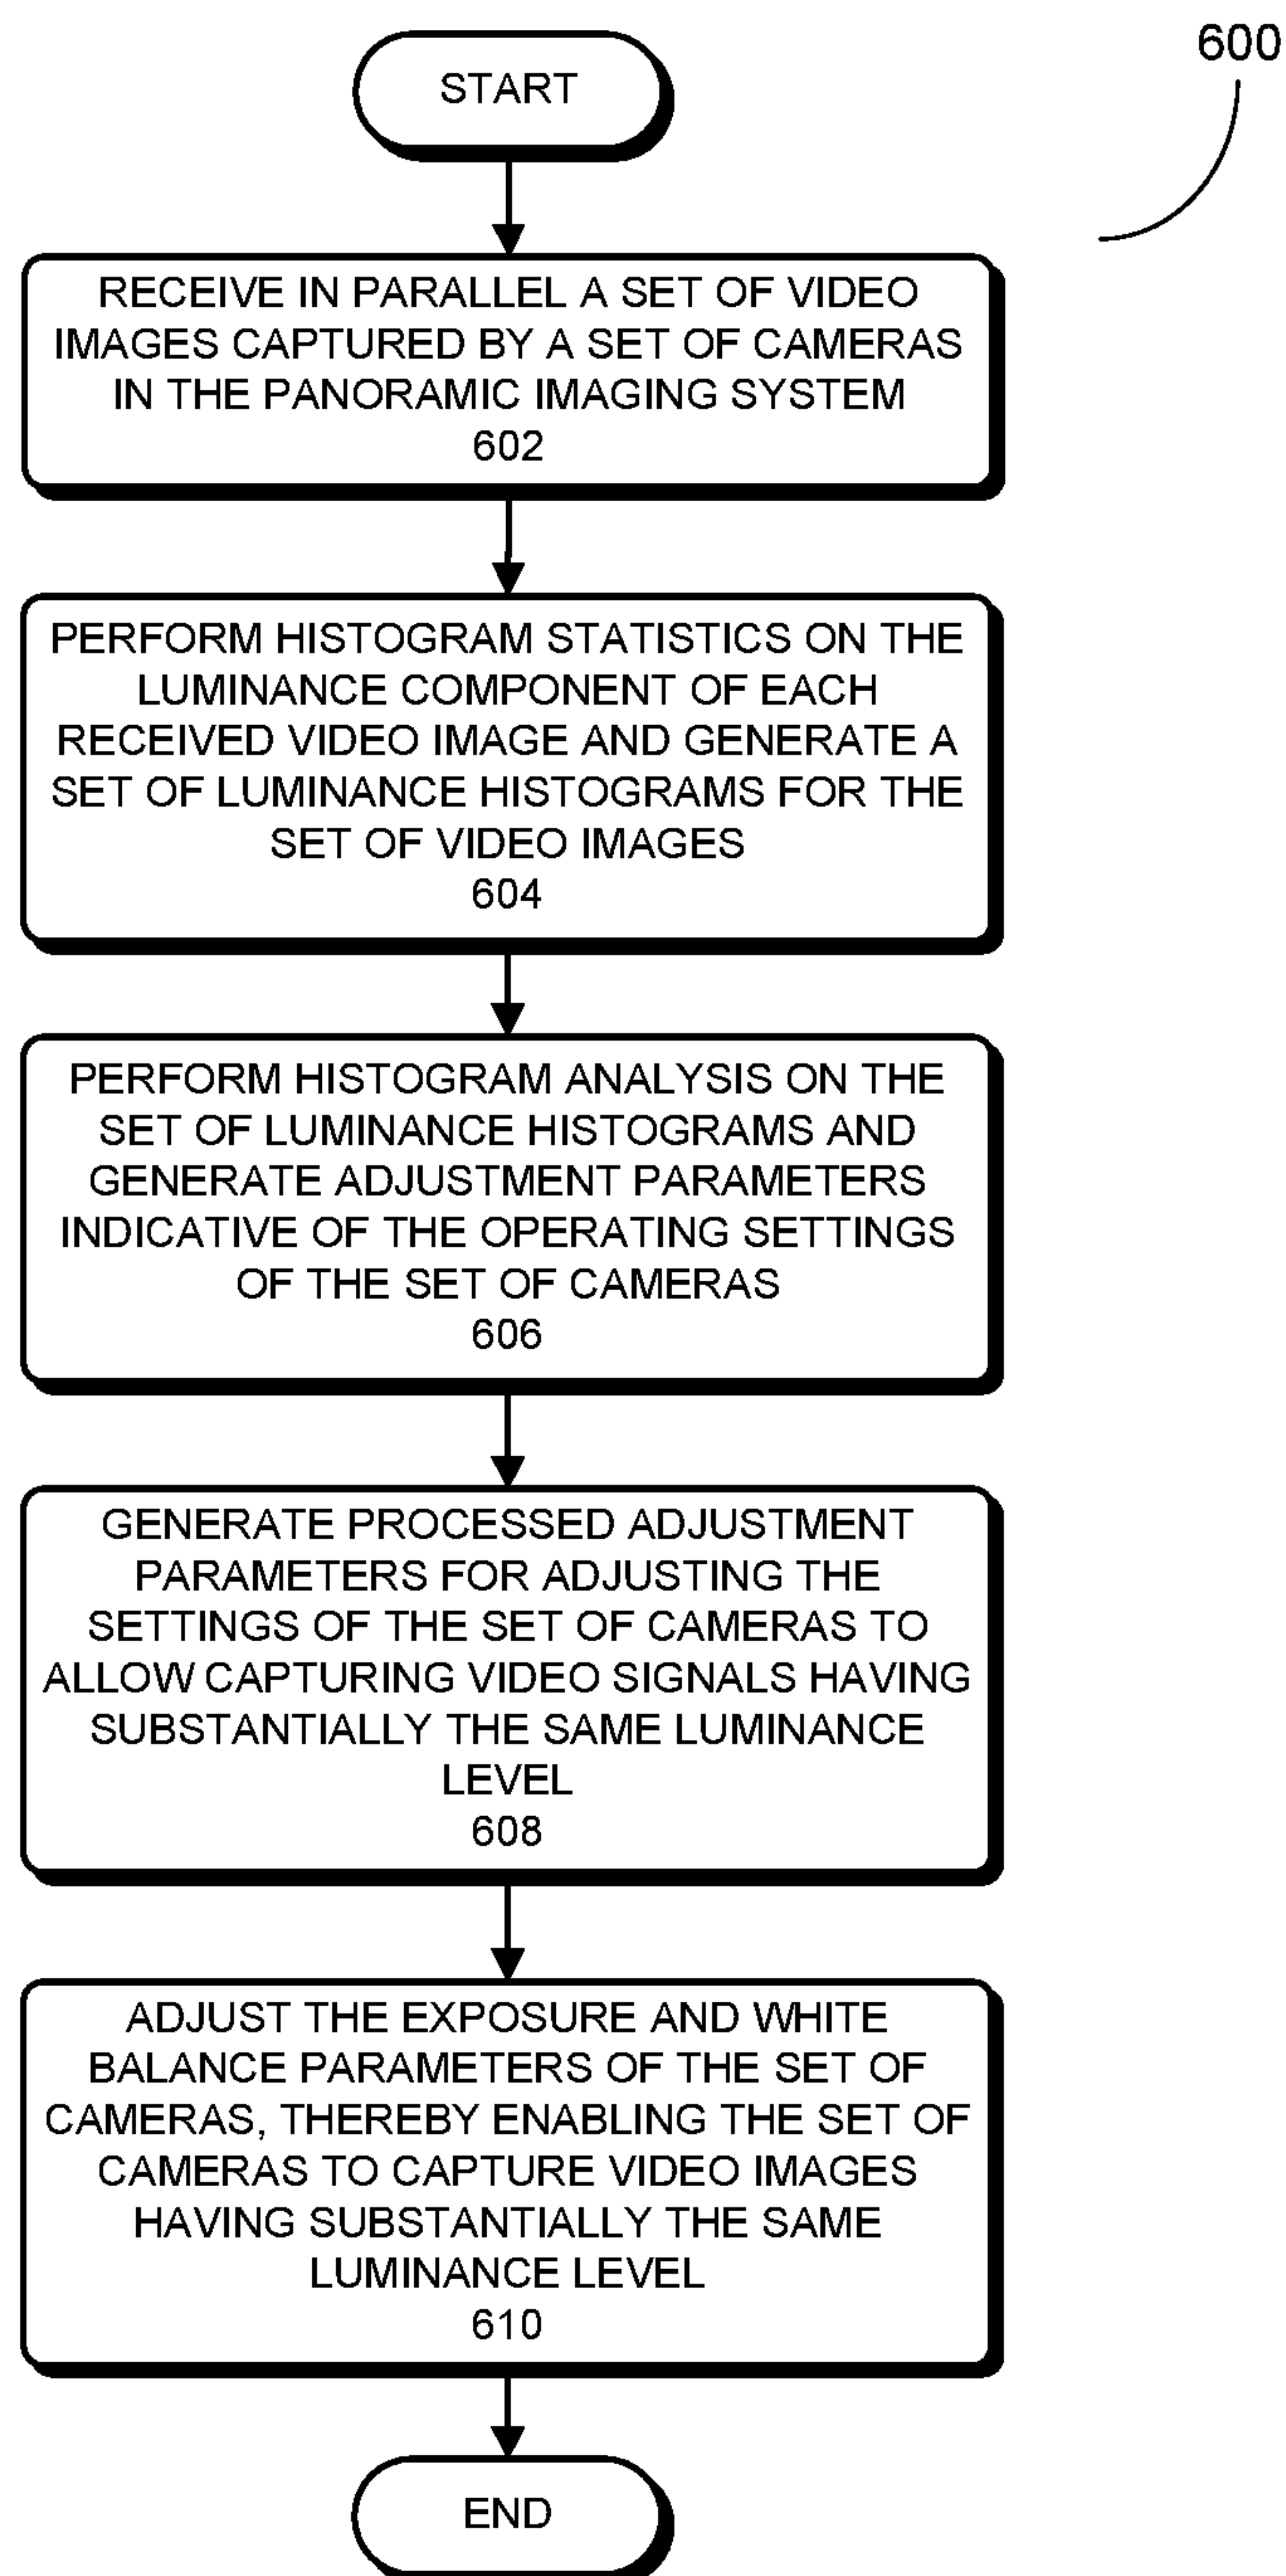 600
START
RECEIVE IN PARALLEL A SET OF VIDEO
IMAGES CAPTURED BY A SET OF CAMERAS
IN THE PANORAMIC IMAGING SYSTEM
602
PERFORM HISTOGRAM STATISTICS ON THE
LUMINANCE COMPONENT OF EACH
RECEIVED VIDEO IMAGE AND GENERATE A
SET OF LUMINANCE HISTOGRAMS FOR THE
SET OF VIDEO IMAGES
604
PERFORM HISTOGRAM ANALYSIS ON THE
SET OF LUMINANCE HISTOGRAMS AND
GENERATE ADJUSTMENT PARAMETERS
INDICATIVE OF THE OPERATING SETTINGS
OF THE SET OF CAMERAS
606
GENERATE PROCESSED ADJUSTMENT
PARAMETERS FOR ADJUSTING THE
SETTINGS OF THE SET OF CAMERAS TO
ALLOW CAPTURING VIDEO SIGNALS HAVING
SUBSTANTIALLY THE SAME LUMINANCE
LEVEL
608
ADJUST THE EXPOSURE AND WHITE
BALANCE PARAMETERS OF THE SET OF
CAMERAS, THEREBY ENABLING THE SET OF
CAMERAS TO CAPTURE VIDEO IMAGES
HAVING SUBSTANTIALLY THE SAME
LUMINANCE LEVEL
610
END